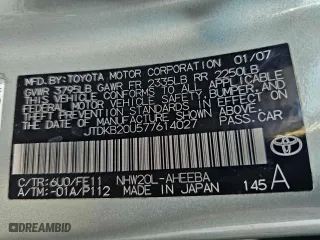 MFD. BY: TOYOTA MOTOR CORPORATION 01/07
GVWR 3795LB GAWR FR 2335LB RR 2250LB
THIS VEHICLE CONFORMS TO ALL APPLICABLE
FEDERAL MOTOR VEHICLE SAFETY, BUMPER, AND
THEFT PREVENTION STANDARDS IN EFFECT ON
THE DATE OF MANUFACTURE SHOWN ABOVE.
JTDKB20U577614027 PASS.CAR
C/TR: 6U0/FE11 NHW20L-AHEEBA
A/TM: -01A/P112 MADE IN JAPAN 145 A
TOYOTA